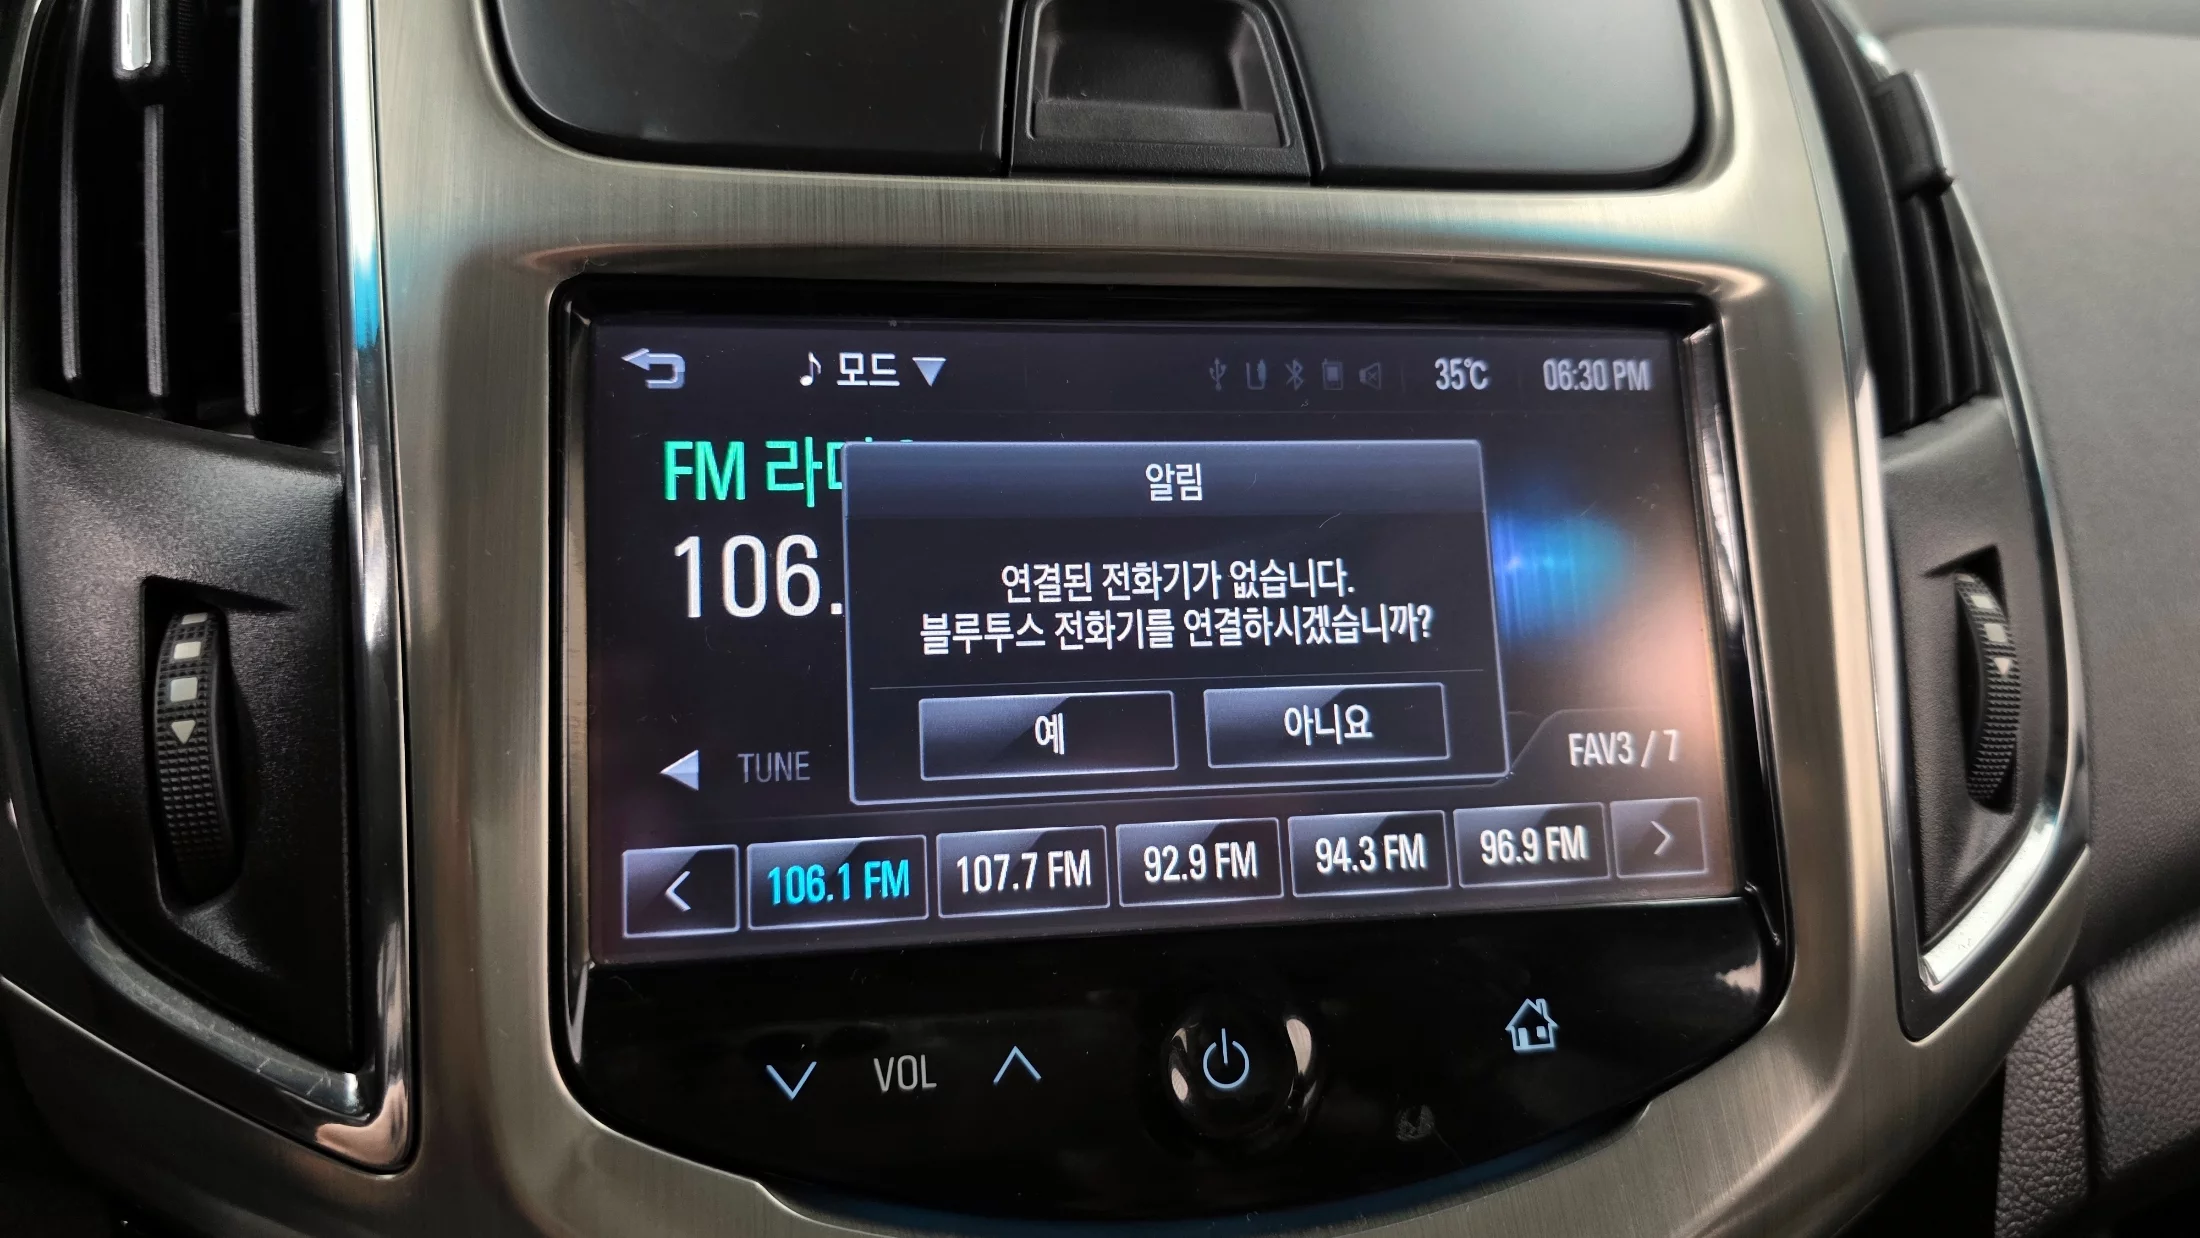 ♪ 모드 ▼
35℃
06:30 PM
FM
106.
알림
연결된 전화기가 없습니다.
블루투스 전화기를 연결하시겠습니까?
예
아니요
TUNE
FAV3 / 7
106.1 FM
107.7 FM
92.9 FM
94.3 FM
96.9 FM
VOL